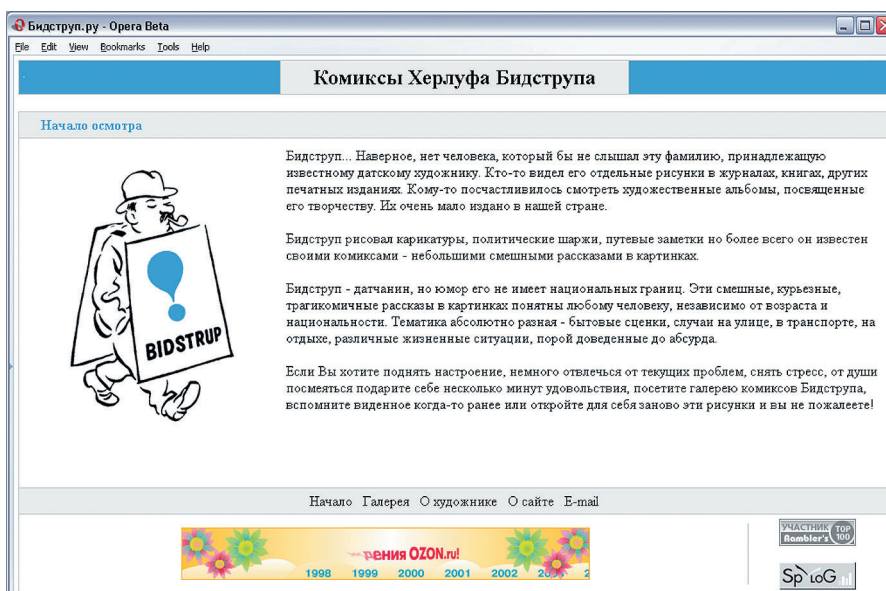 Бидструп.ру - Opera Beta
File Edit View Bookmarks Tools Help
Комиксы Херлуфа Бидструпа
Начало осмотра
Бидструп... Наверное, нет человека, который бы не слышал эту фамилию, принадлежащую
известному датскому художнику. Кто-то видел его отдельные рисунки в журналах, книгах, других
печатных изданиях. Кому-то посчастливилось смотреть художественные альбомы, посвященные
его творчеству. Их очень мало издано в нашей стране.
Бидструп рисовал карикатуры, политические шаржи, путевые заметки но более всего он известен
своими комиксами - небольшими смешными рассказами в картинках.
Бидструп - датчанин, но юмор его не имеет национальных границ. Эти смешные, курьезные,
трагикомичные рассказы в картинках понятны любому человеку, независимо от возраста и
национальности. Тематика абсолютно разная - бытовые сценки, случаи на улице, в транспорте, на
отдыхе, различные жизненные ситуации, порой доведенные до абсурда.
Если Вы хотите поднять настроение, немного отвлечься от текущих проблем, снять стресс, от души
посмеяться подарите себе несколько минут удовольствия, посетите галерею комиксов Бидструпа,
вспомните виденное когда-то ранее или откройте для себя заново эти рисунки и вы не пожалеете!
BIDSTRUP
Начало Галерея О художнике О сайте E-mail
рения OZON.ru!
1998 1999 2000 2001 2002
УЧАСТНИК TOP
Rambler's 100
SpyLOG